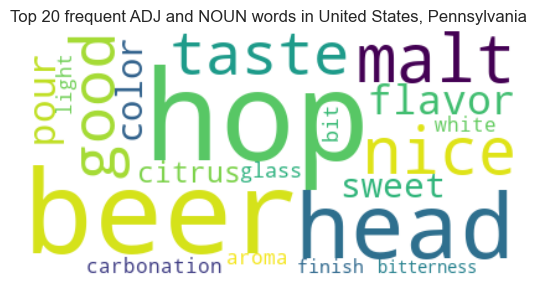 Top 20 frequent ADJ and NOUN words in United States, Pennsylvania
pour
light
good
color
taste
malt
hop
flavor
bit
white
nice
citrus
glass
sweet
beer
head
aroma
carbonation
finish
bitterness